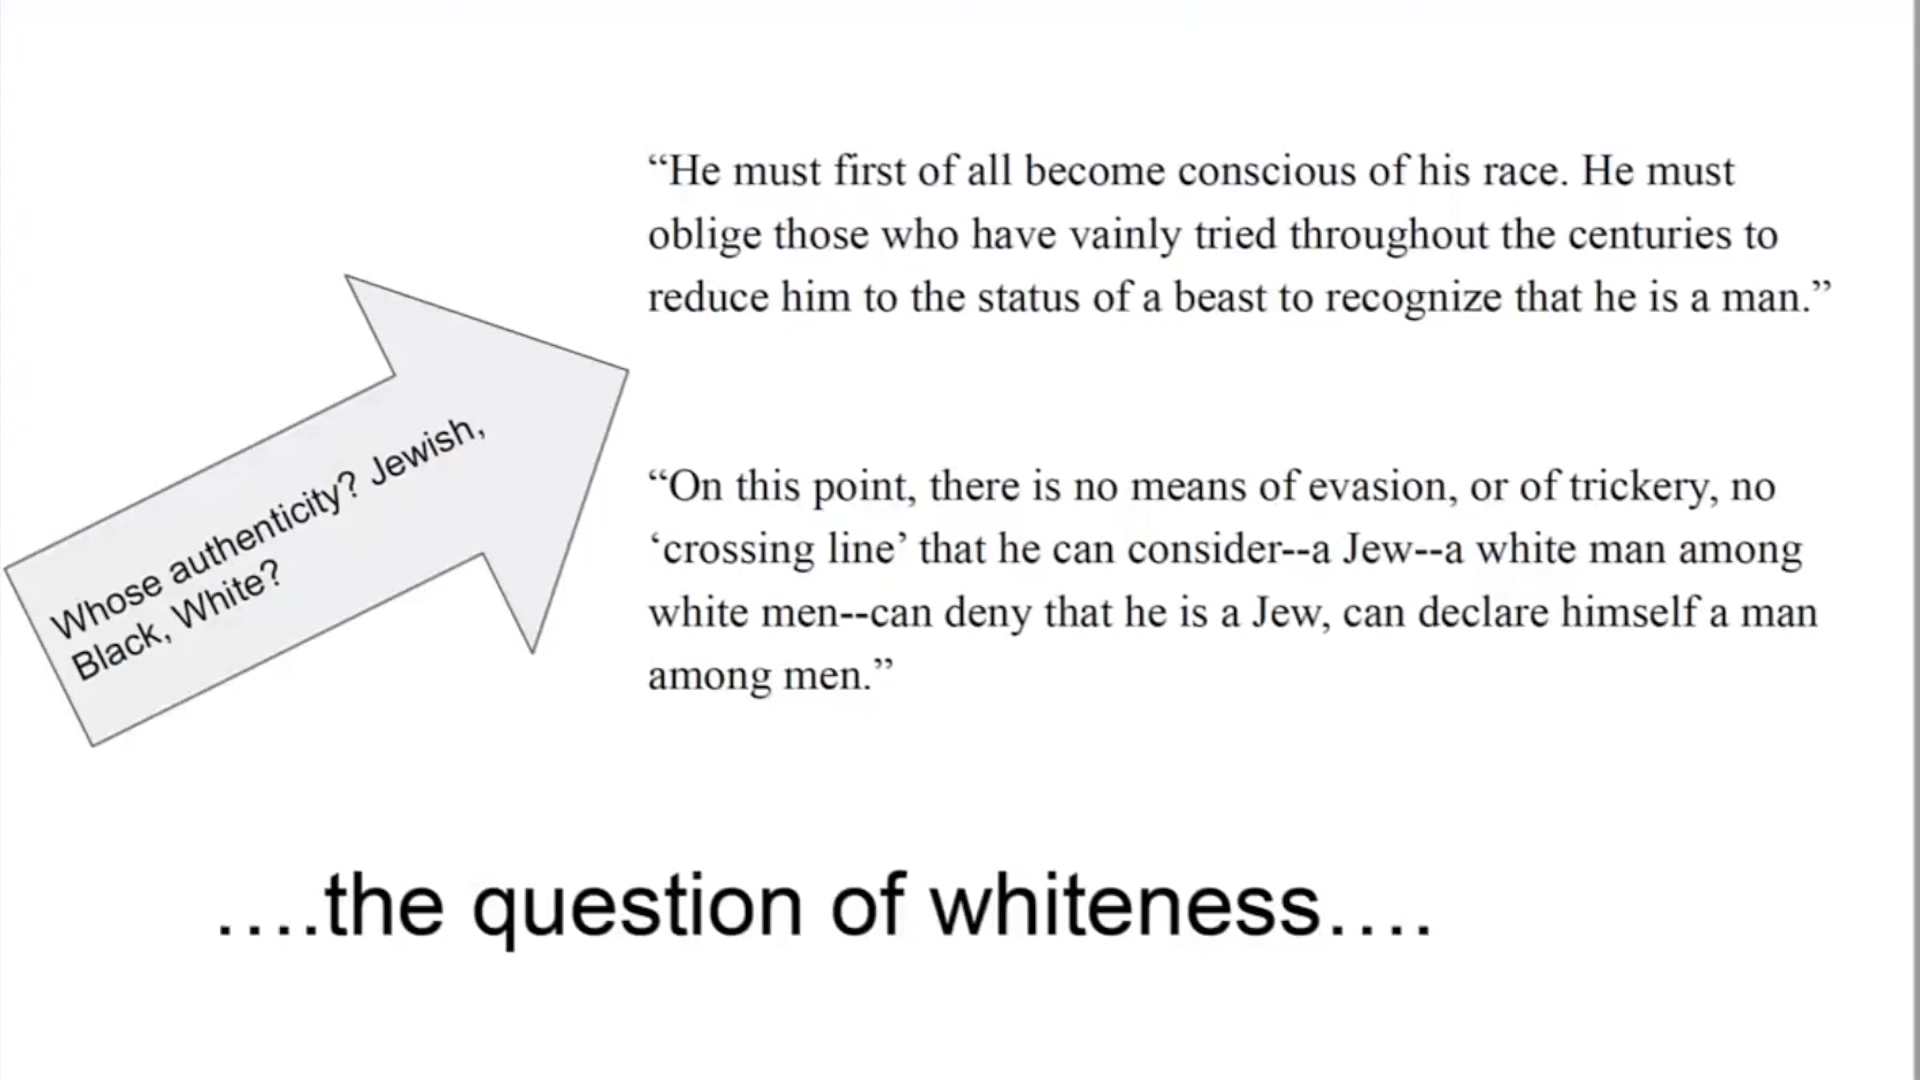 “He must first of all become conscious of his race. He must
oblige those who have vainly tried throughout the centuries to
reduce him to the status of a beast to recognize that he is a man.”
Whose authenticity? Jewish,
Black, White?
“On this point, there is no means of evasion, or of trickery, no
‘crossing line’ that he can consider--a Jew--a white man among
white men--can deny that he is a Jew, can declare himself a man
among men.”
….the question of whiteness….